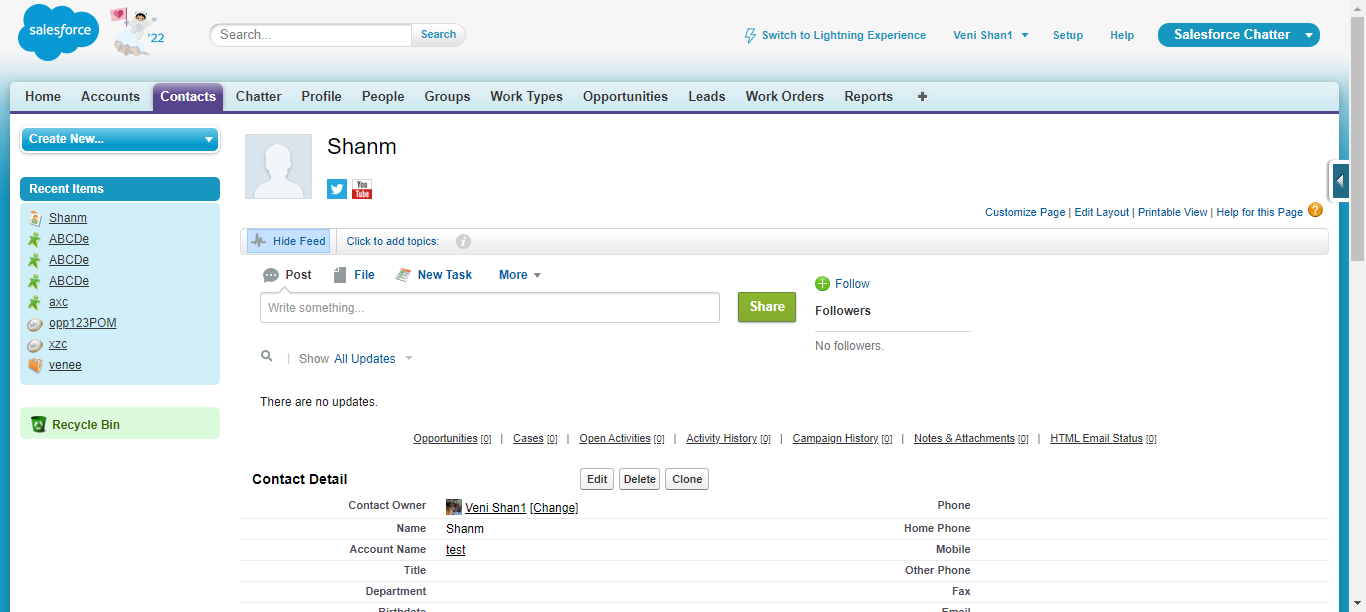 salesforce
'22
Search...
Search
Switch to Lightning Experience
Veni Shan1
Setup
Help
Salesforce Chatter
Home Accounts Contacts Chatter Profile People Groups Work Types Opportunities Leads Work Orders Reports +
Create New...
Recent Items
Shanm
ABCDe
ABCDe
ABCDe
axc
opp123POM
xzc
venee
Recycle Bin
Shanm
You
Tube
Customize Page | Edit Layout | Printable View | Help for this Page ?
Hide Feed
Click to add topics: i
Post File New Task More
Write something...
Share
Follow
Followers
No followers.
| Show All Updates
There are no updates.
Opportunities [0] | Cases [0] | Open Activities [0] | Activity History [0] | Campaign History [0] | Notes & Attachments [0] | HTML Email Status [0]
Contact Detail
Edit Delete Clone
Contact Owner Veni Shan1 [Change] Phone
Name Shanm Home Phone
Account Name test Mobile
Title Other Phone
Department Fax
Birthdate Email